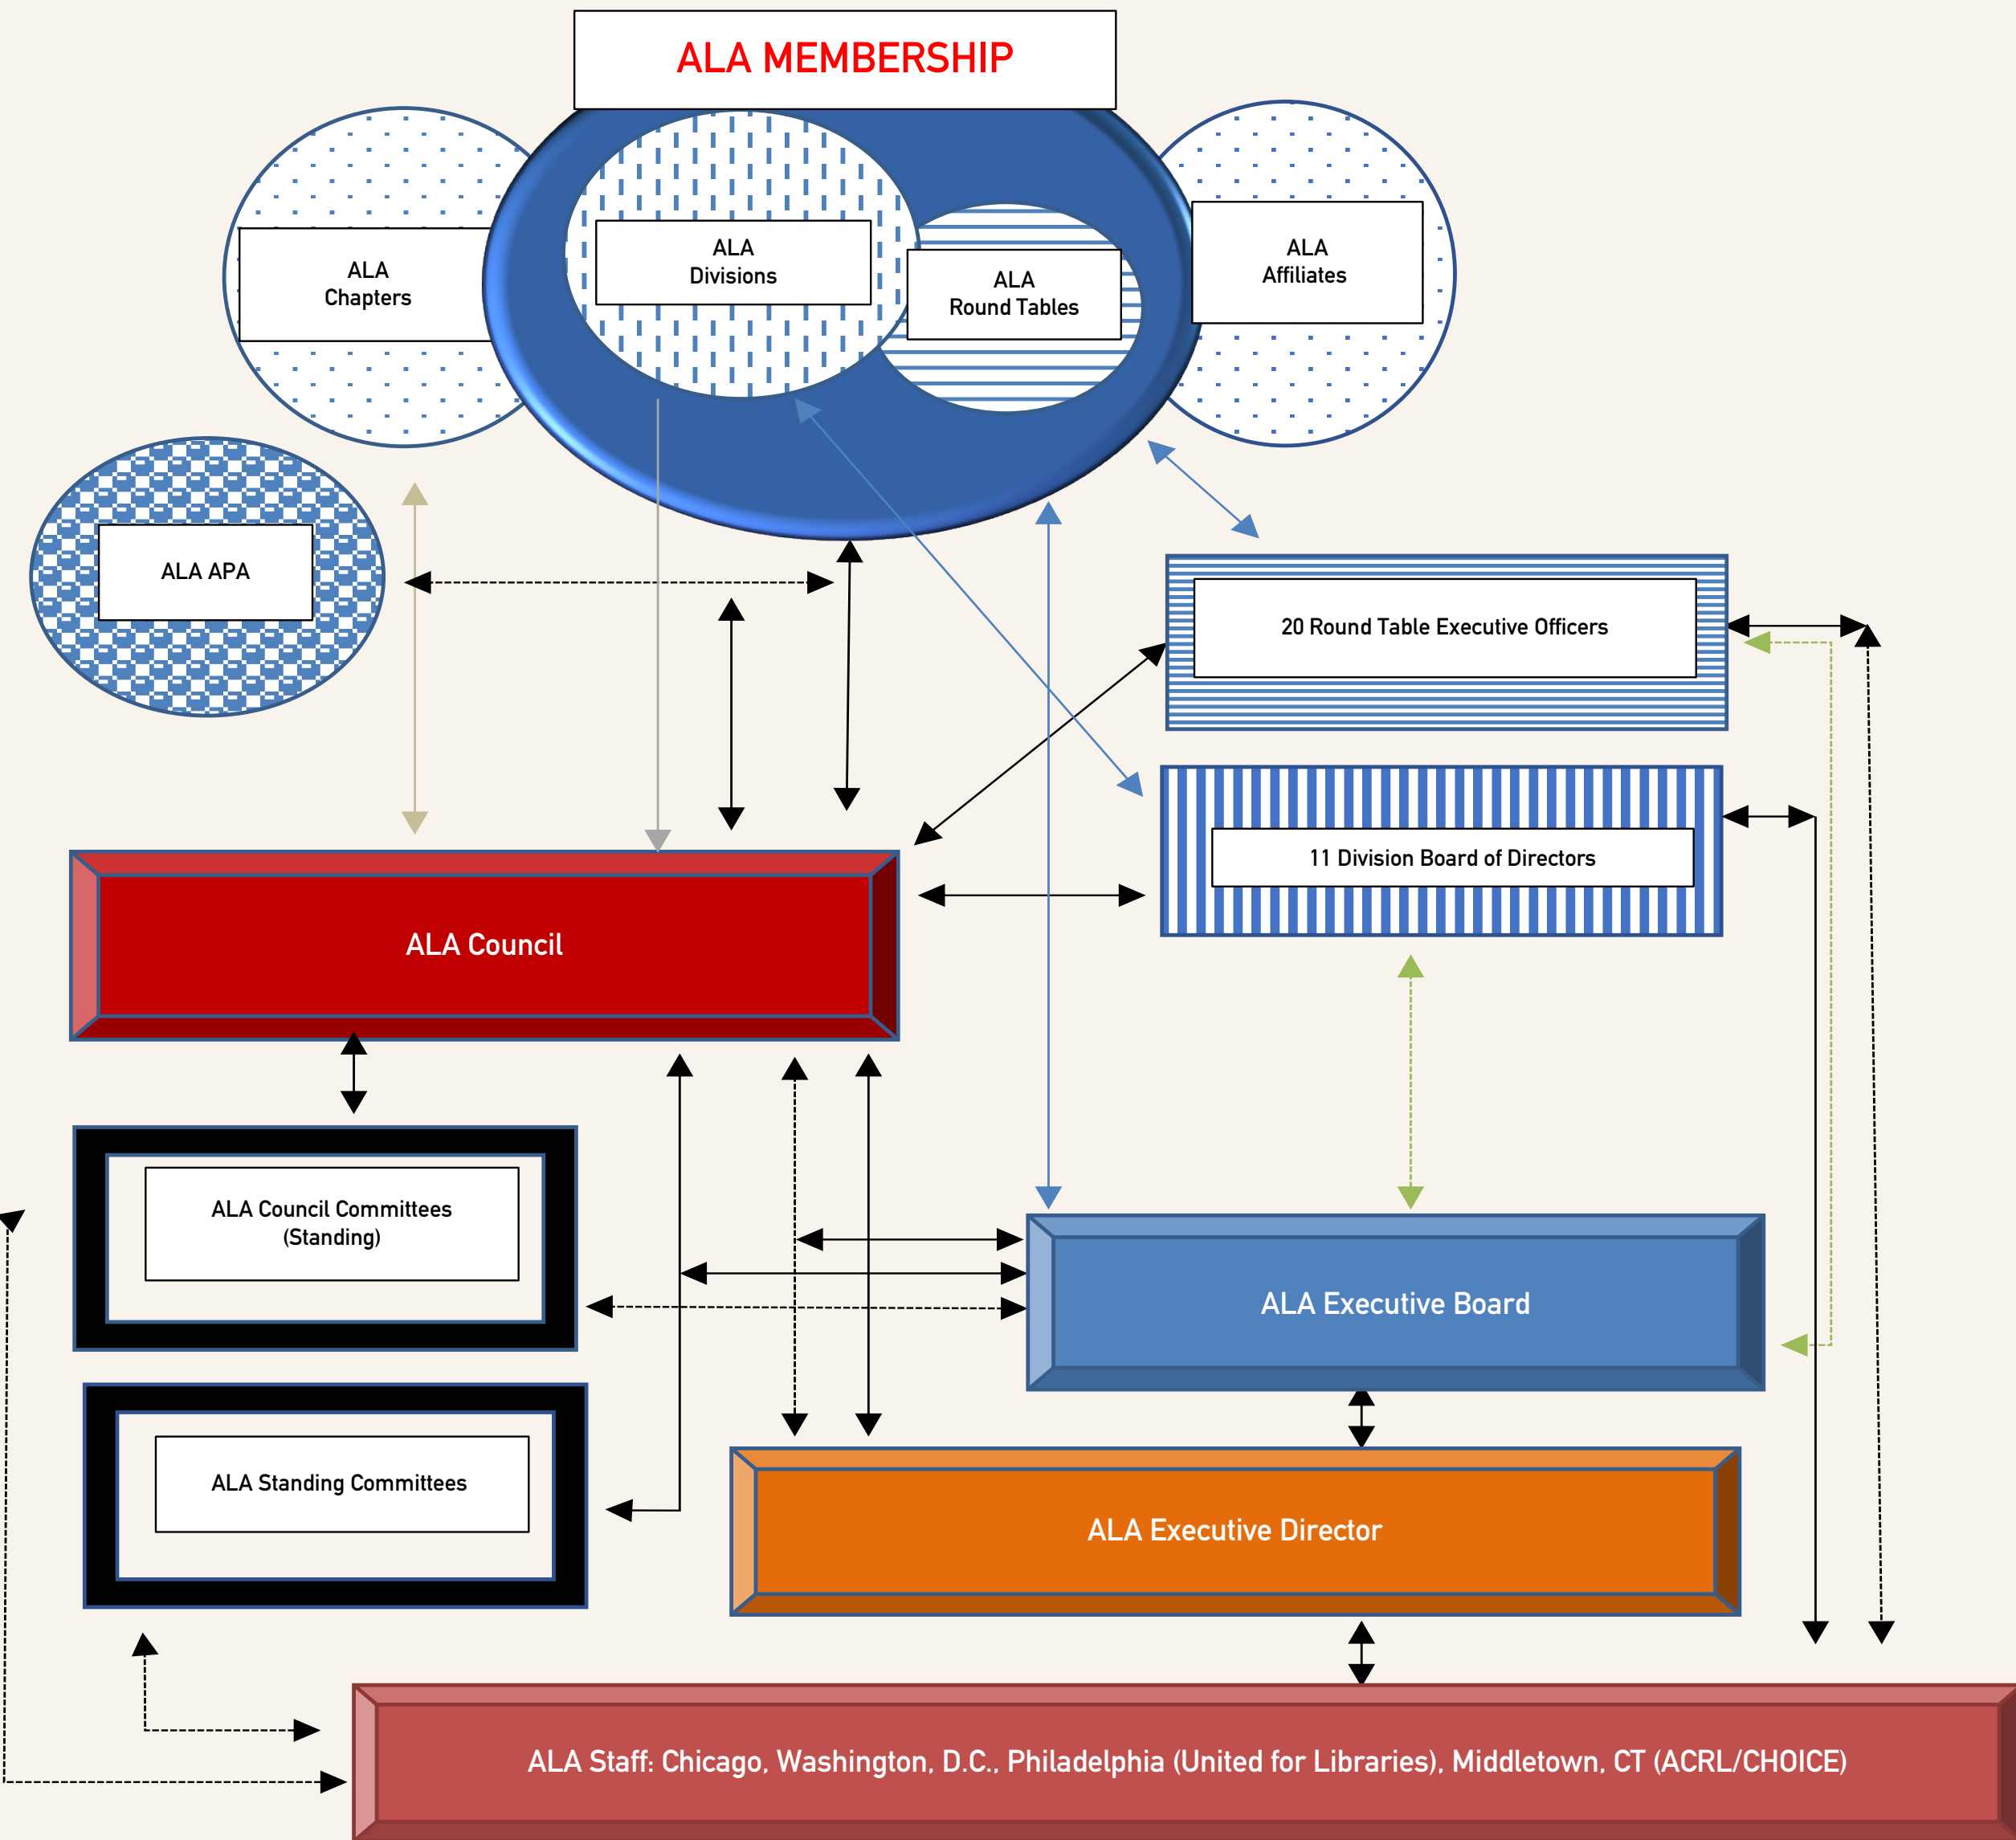 ALA MEMBERSHIP
ALA
Chapters
ALA
Divisions
ALA
Round Tables
ALA
Affiliates
ALA APA
20 Round Table Executive Officers
11 Division Board of Directors
ALA Council
ALA Council Committees
(Standing)
ALA Executive Board
ALA Standing Committees
ALA Executive Director
ALA Staff: Chicago, Washington, D.C., Philadelphia (United for Libraries), Middletown, CT (ACRL/CHOICE)